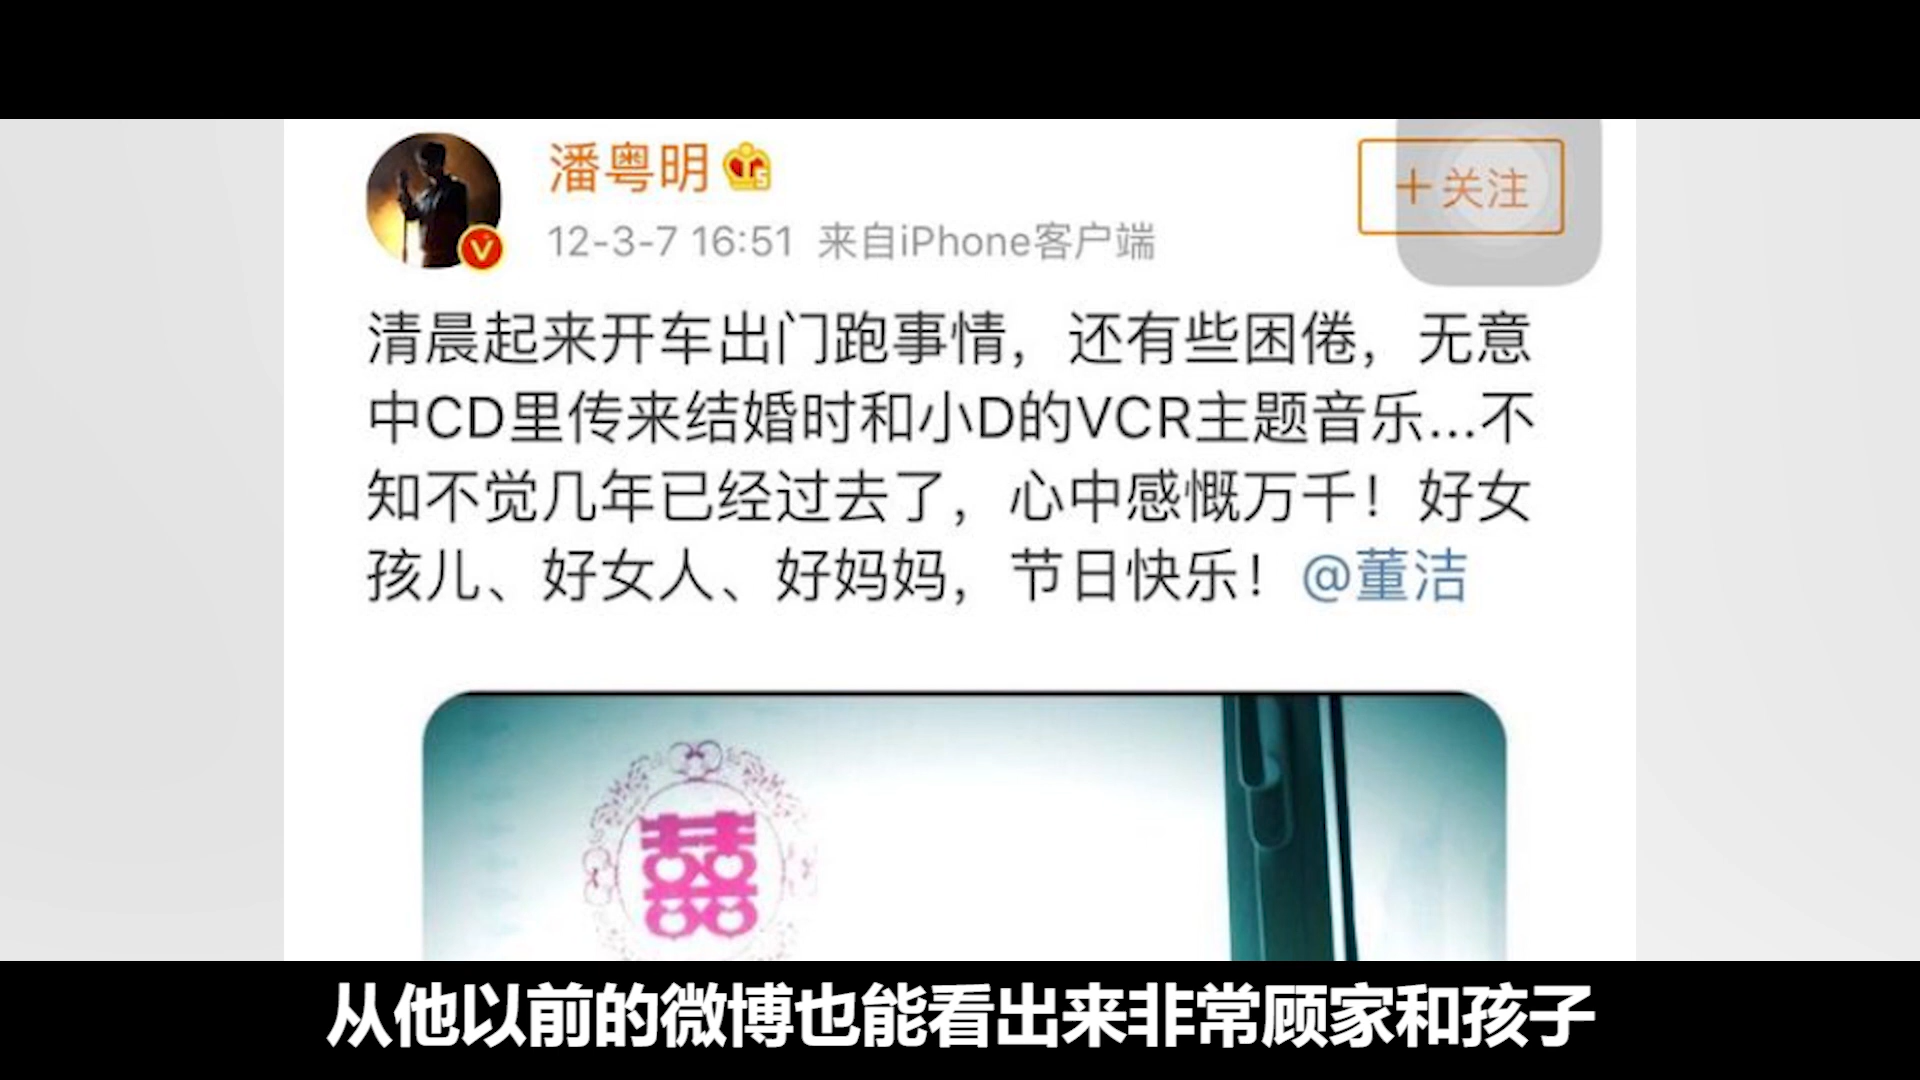 潘粤明
12-3-7 16:51 来自iPhone客户端
+关注
清晨起来开车出门跑事情，还有些困倦，无意
中CD里传来结婚时和小D的VCR主题音乐...不
知不觉几年已经过去了，心中感慨万千！好女
孩儿、好女人、好妈妈，节日快乐！@董洁
囍
从他以前的微博也能看出来非常顾家和孩子